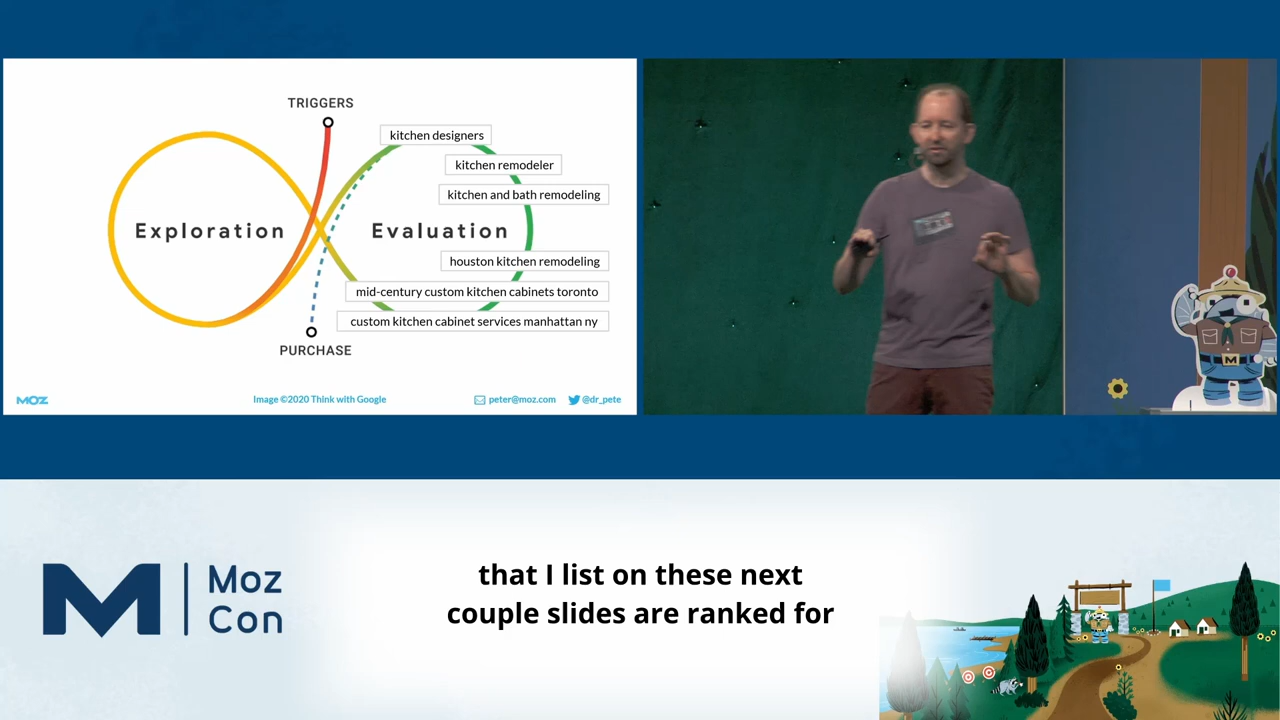 TRIGGERS
kitchen designers
kitchen remodeler
kitchen and bath remodeling
Exploration
Evaluation
houston kitchen remodeling
mid-century custom kitchen cabinets toronto
custom kitchen cabinet services manhattan ny
PURCHASE
MOZ
Image ©2020 Think with Google
peter@moz.com
@dr_pete
M
M
Moz
Con
that I list on these next
couple slides are ranked for